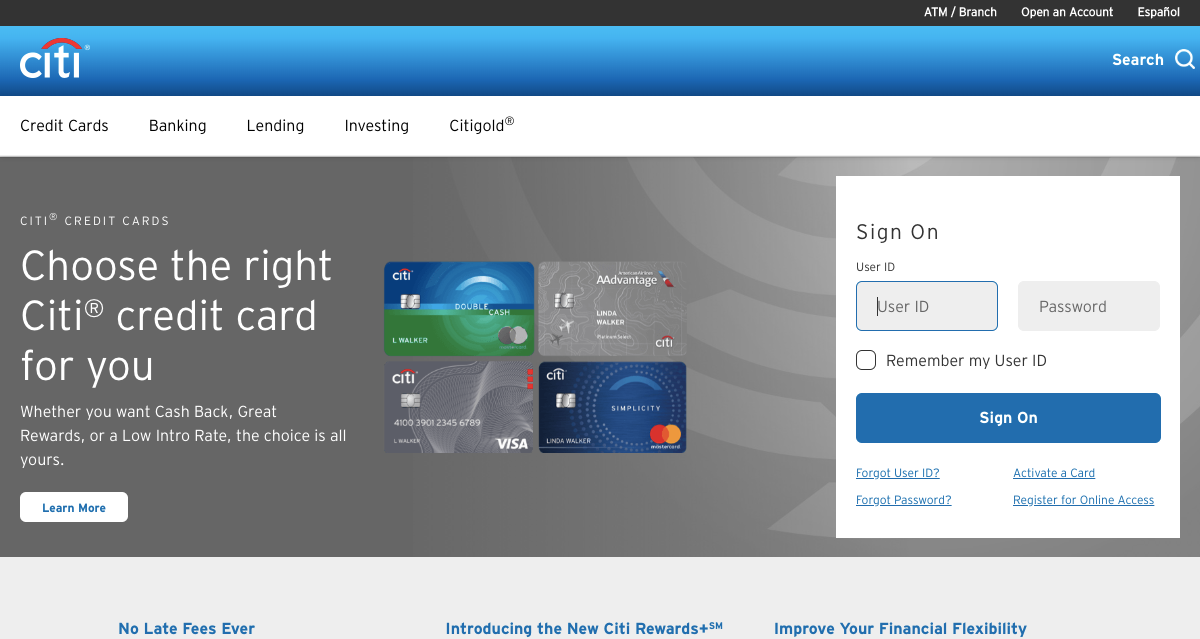 ATM / Branch Open an Account Español
citi®
Search
Credit Cards Banking Lending Investing Citigold®
CITI® CREDIT CARDS
Choose the right
Citi® credit card
for you
Whether you want Cash Back, Great
Rewards, or a Low Intro Rate, the choice is all
yours.
Learn More
citi
DOUBLE
CASH
L WALKER
American Airlines
AAdvantage
LINDA
WALKER
Platinum Select
citi
citi
4100 3901 2345 6789
L WALKER
VISA
citi
SIMPLICITY
LINDA WALKER
mastercard
Sign On
User ID
User ID Password
Remember my User ID
Sign On
Forgot User ID? Activate a Card
Forgot Password? Register for Online Access
No Late Fees Ever Introducing the New Citi Rewards+℠ Improve Your Financial Flexibility